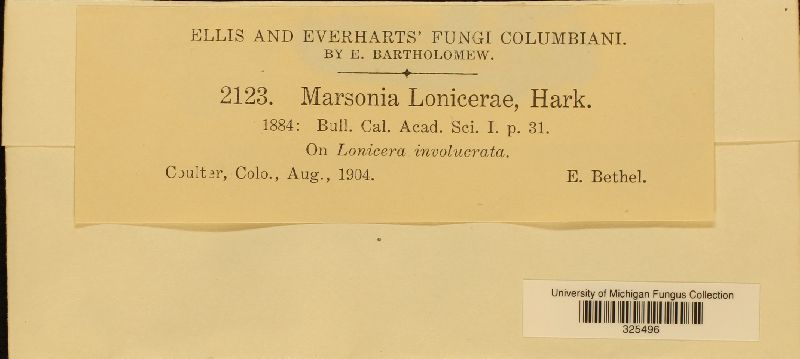 ELLIS AND EVERHARTS' FUNGI COLUMBIANI.
BY E. BARTHOLOMEW.
2123. Marsonia Lonicerae, Hark.
1884: Bull. Cal. Acad. Sci. I. p. 31.
On Lonicera involucrata.
Coulter, Colo., Aug., 1904. E. Bethel.
University of Michigan Fungus Collection
325496